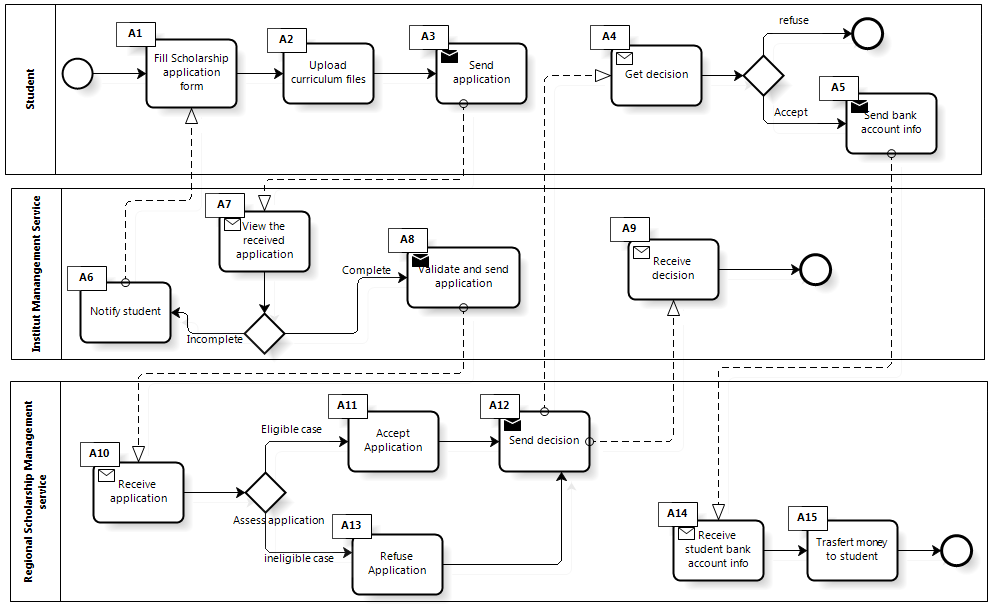 Student
A1
Fill Scholarship
application
form
A2
Upload
curriculum files
A3
Send
application
A4
Get decision
refuse
Accept
A5
Send bank
account info
Institut Manangement Service
A6
Notify student
A7
View the
received
application
Incomplete
Complete
A8
Validate and send
application
A9
Receive
decision
Regional Scholarship Management
service
A10
Receive
application
Assess application
Eligible case
ineligible case
A11
Accept
Application
A12
Send decision
A13
Refuse
Application
A14
Receive
student bank
account info
A15
Trasfert money
to student